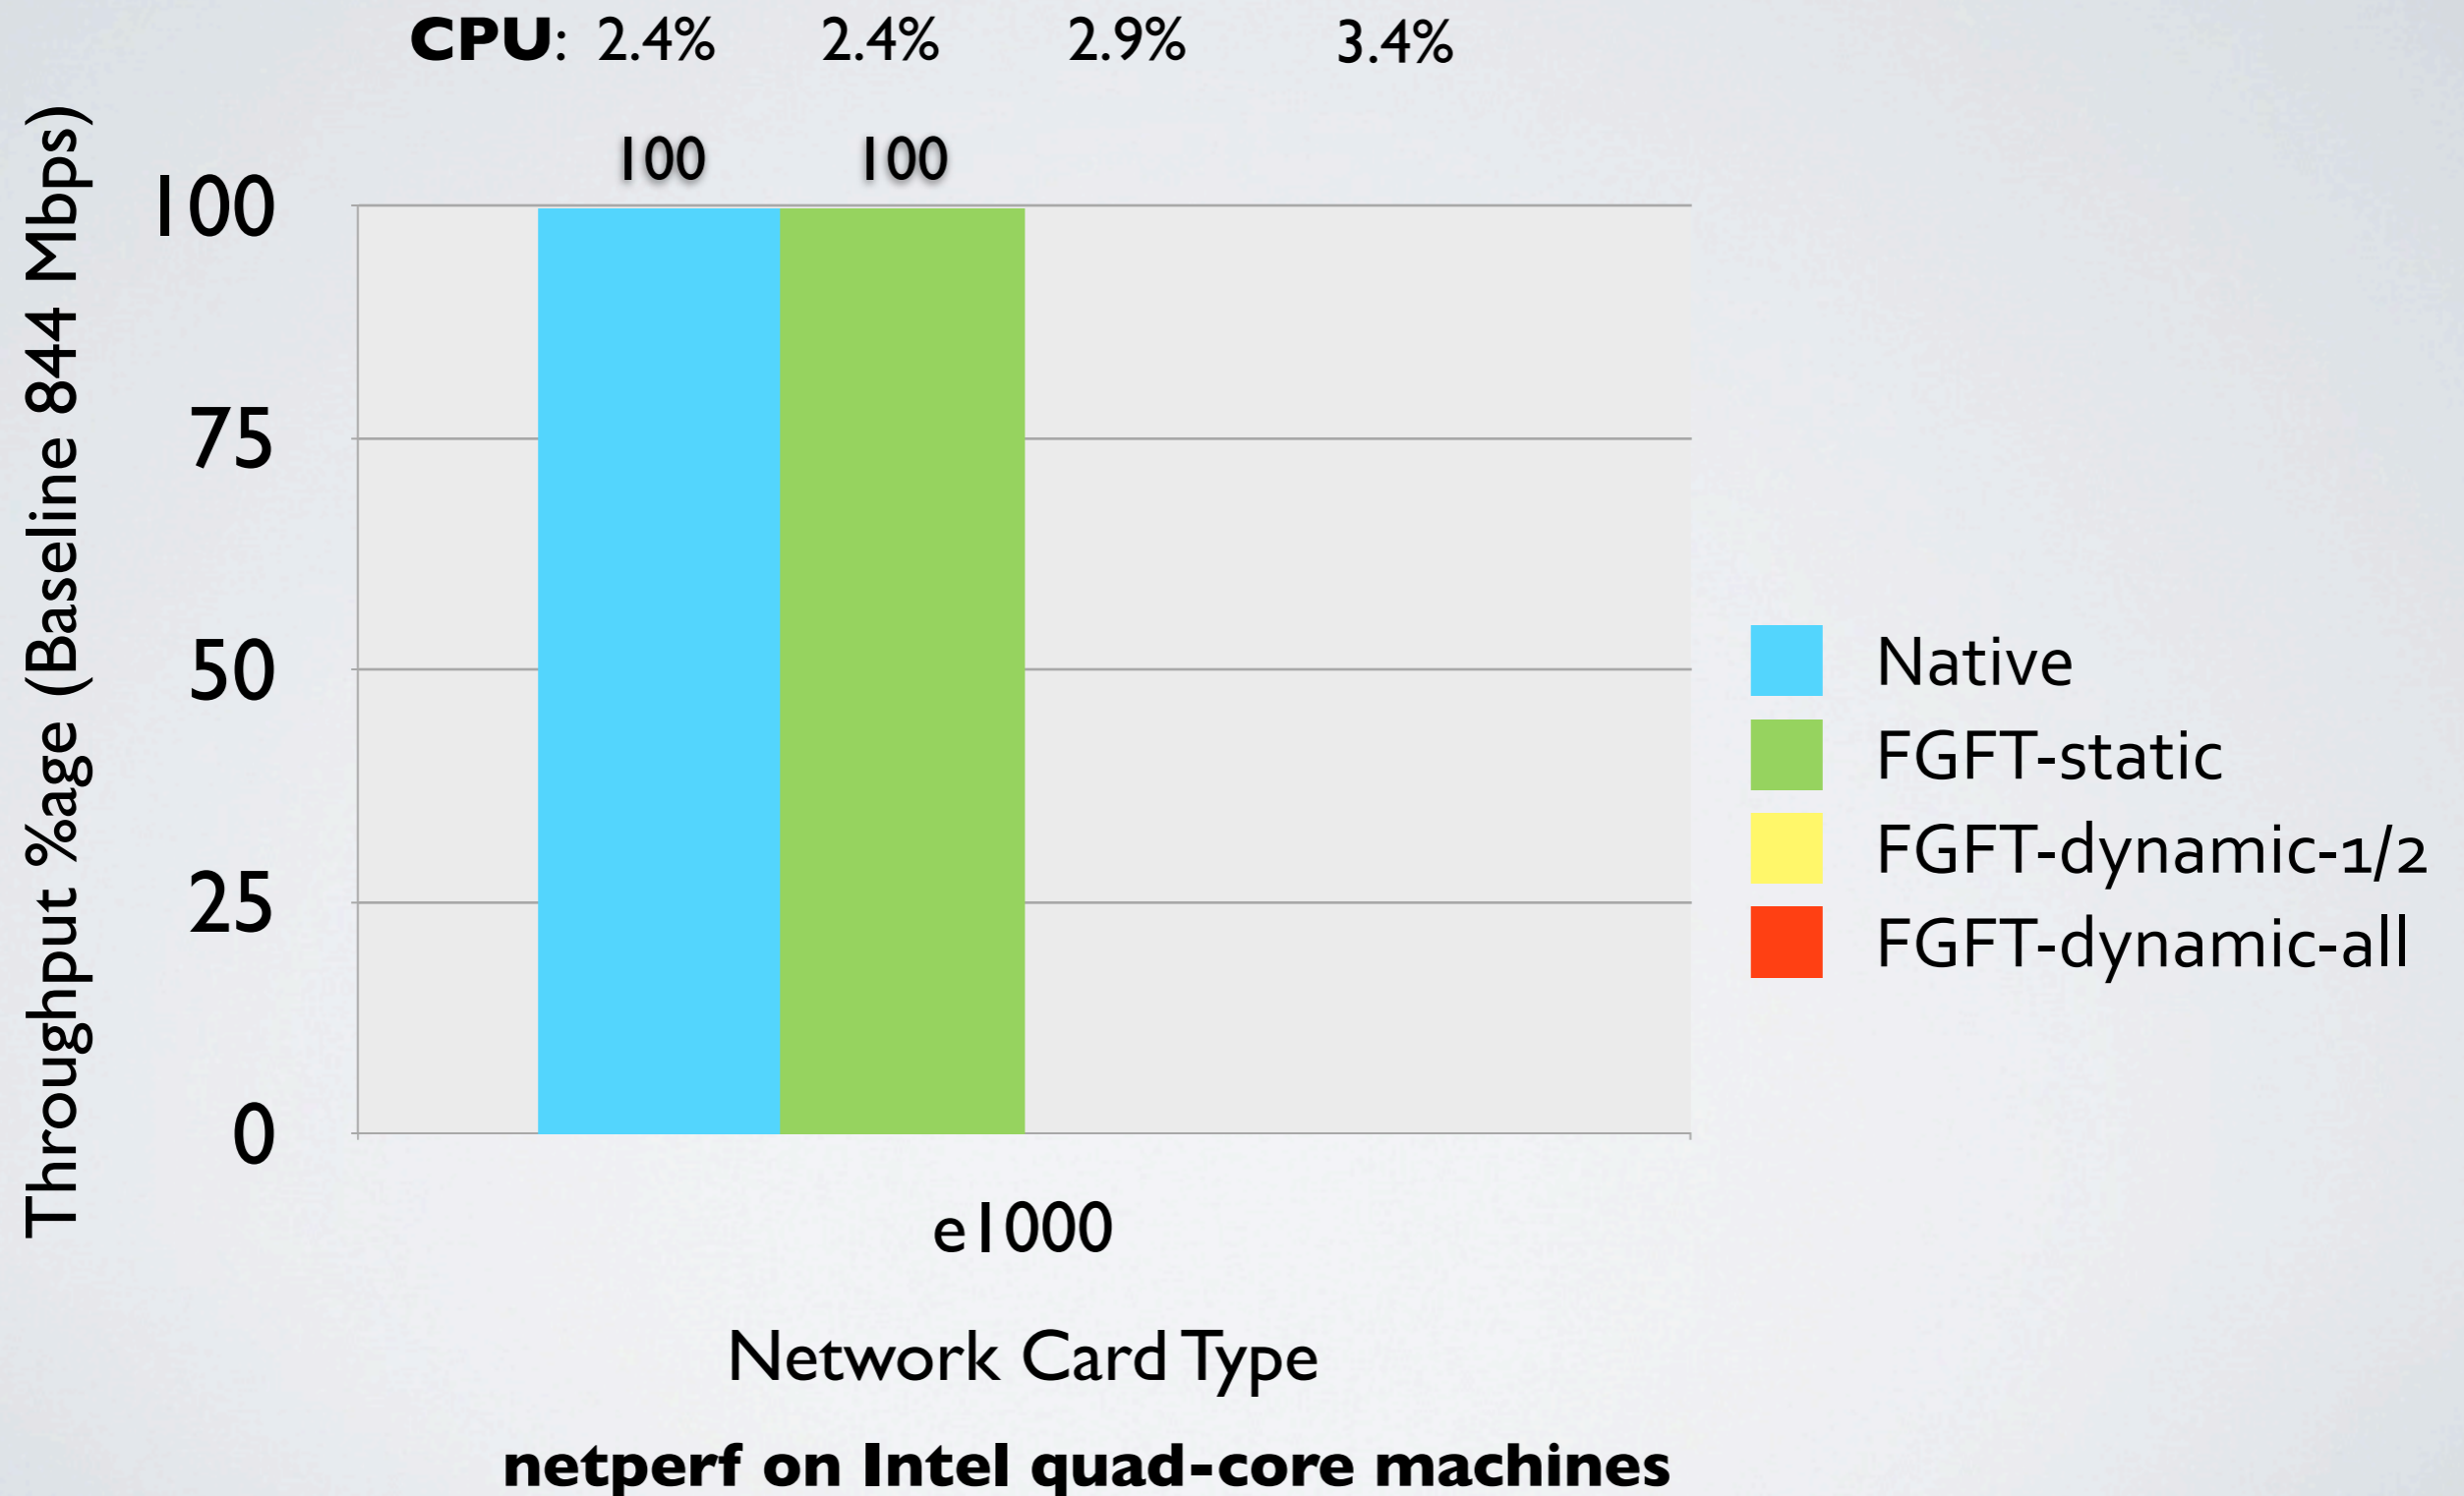 CPU: 2.4% 2.4% 2.9% 3.4%
100 100
Throughput %age (Baseline 844 Mbps)
100
75
50
25
0
Native
FGFT-static
FGFT-dynamic-1/2
FGFT-dynamic-all
e1000
Network Card Type
netperf on Intel quad-core machines